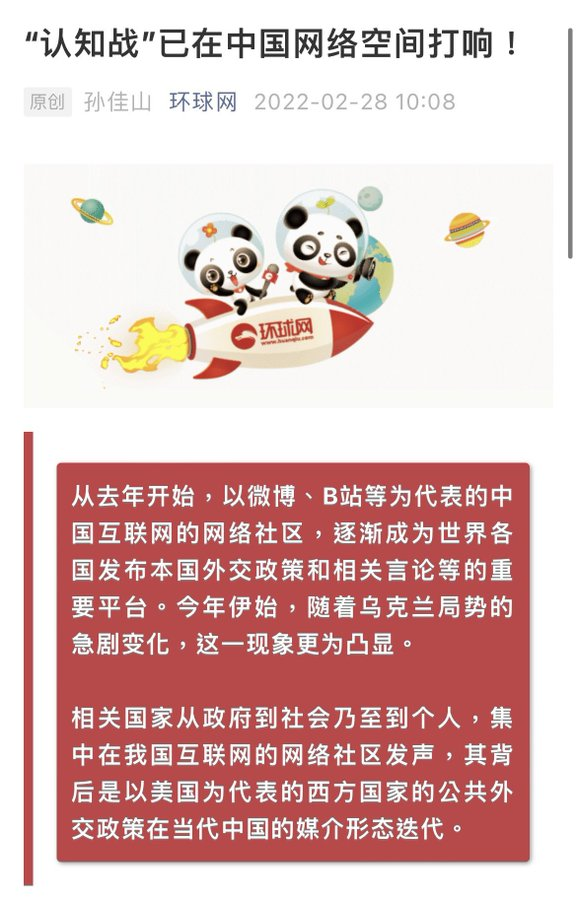 “认知战”已在中国网络空间打响！
原创 孙佳山 环球网 2022-02-28 10:08
环球网
www.huanqiu.com
从去年开始，以微博、B站等为代表的中
国互联网的网络社区，逐渐成为世界各
国发布本国外交政策和相关言论等的重
要平台。今年伊始，随着乌克兰局势的
急剧变化，这一现象更为凸显。
相关国家从政府到社会乃至到个人，集
中在我国互联网的网络社区发声，其背
后是以美国为代表的西方国家的公共外
交政策在当代中国的媒介形态迭代。